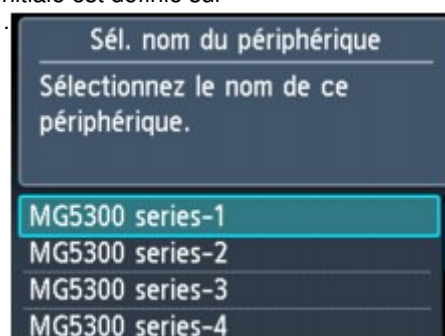 nitiale est définie sur
.
Sél. nom du périphérique
Sélectionnez le nom de ce
périphérique.
MG5300 series-1
MG5300 series-2
MG5300 series-3
MG5300 series-4